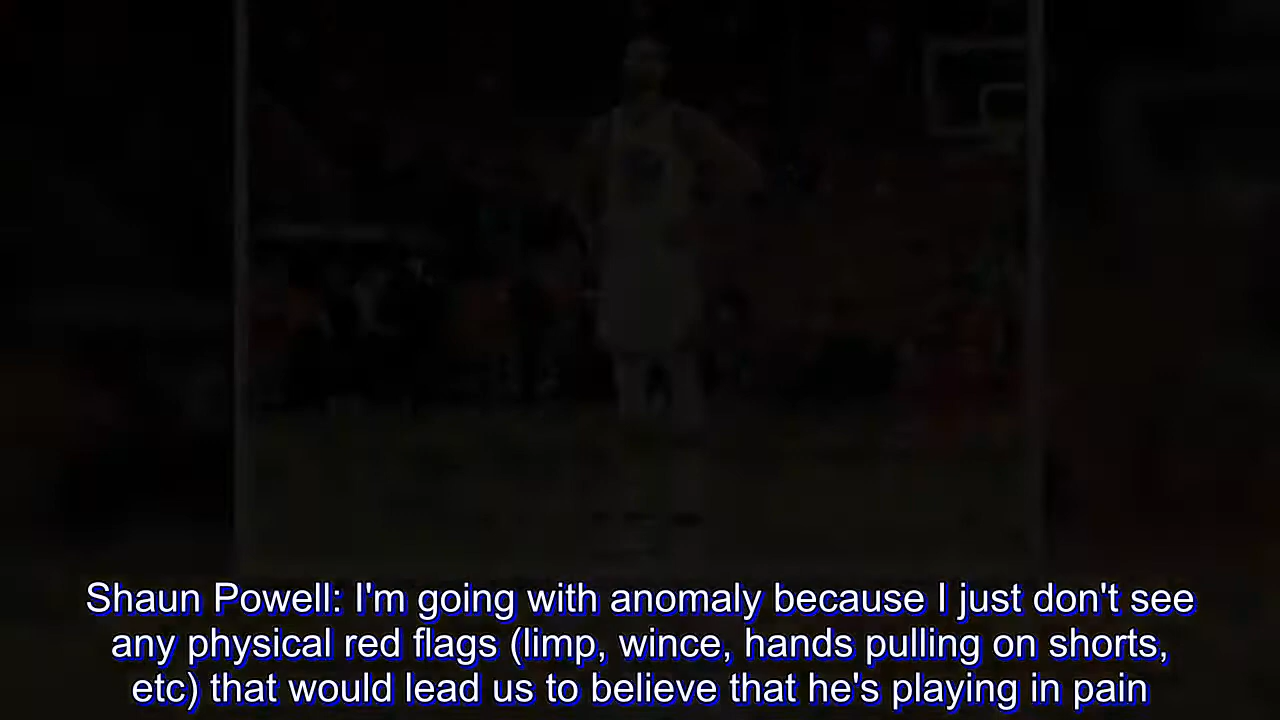 Shaun Powell: I'm going with anomaly because I just don't see
any physical red flags (limp, wince, hands pulling on shorts,
etc) that would lead us to believe that he's playing in pain